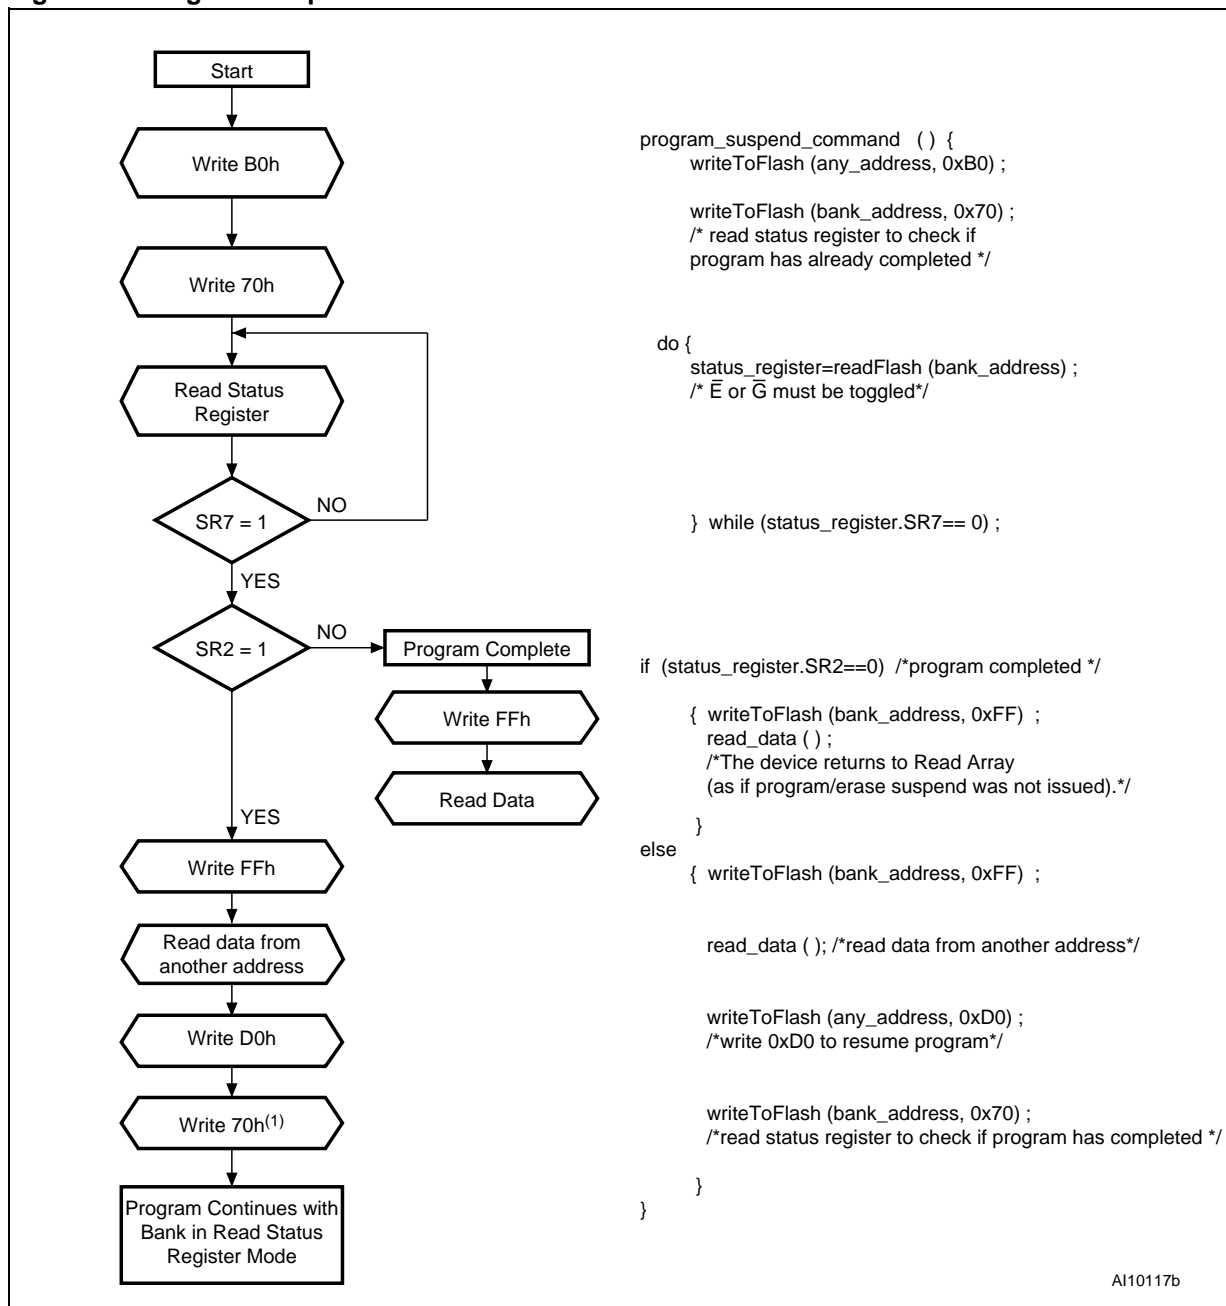 Start
Write B0h
Write 70h
Read Status
Register
SR7 = 1
NO
YES
SR2 = 1
NO
Program Complete
Write FFh
Read Data
YES
Write FFh
Read data from
another address
Write D0h
Write 70h(1)
Program Continues with
Bank in Read Status
Register Mode
program_suspend_command ( ) {
writeToFlash (any_address, 0xB0) ;
writeToFlash (bank_address, 0x70) ;
/* read status register to check if
program has already completed */
do {
status_register=readFlash (bank_address) ;
/* E̅ or G̅ must be toggled*/
} while (status_register.SR7== 0) ;
if (status_register.SR2==0) /*program completed */
{ writeToFlash (bank_address, 0xFF) ;
read_data ( ) ;
/*The device returns to Read Array
(as if program/erase suspend was not issued).*/
}
else
{ writeToFlash (bank_address, 0xFF) ;
read_data ( ); /*read data from another address*/
writeToFlash (any_address, 0xD0) ;
/*write 0xD0 to resume program*/
writeToFlash (bank_address, 0x70) ;
/*read status register to check if program has completed */
}
}
AI10117b